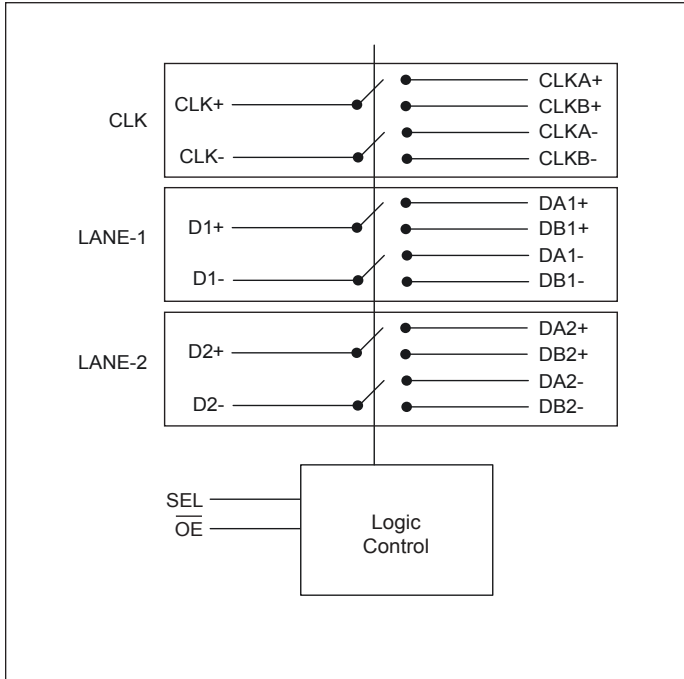 CLK
CLK+
CLK-
CLKA+
CLKB+
CLKA-
CLKB-
LANE-1
D1+
D1-
DA1+
DB1+
DA1-
DB1-
LANE-2
D2+
D2-
DA2+
DB2+
DA2-
DB2-
SEL
O̅E̅
Logic
Control